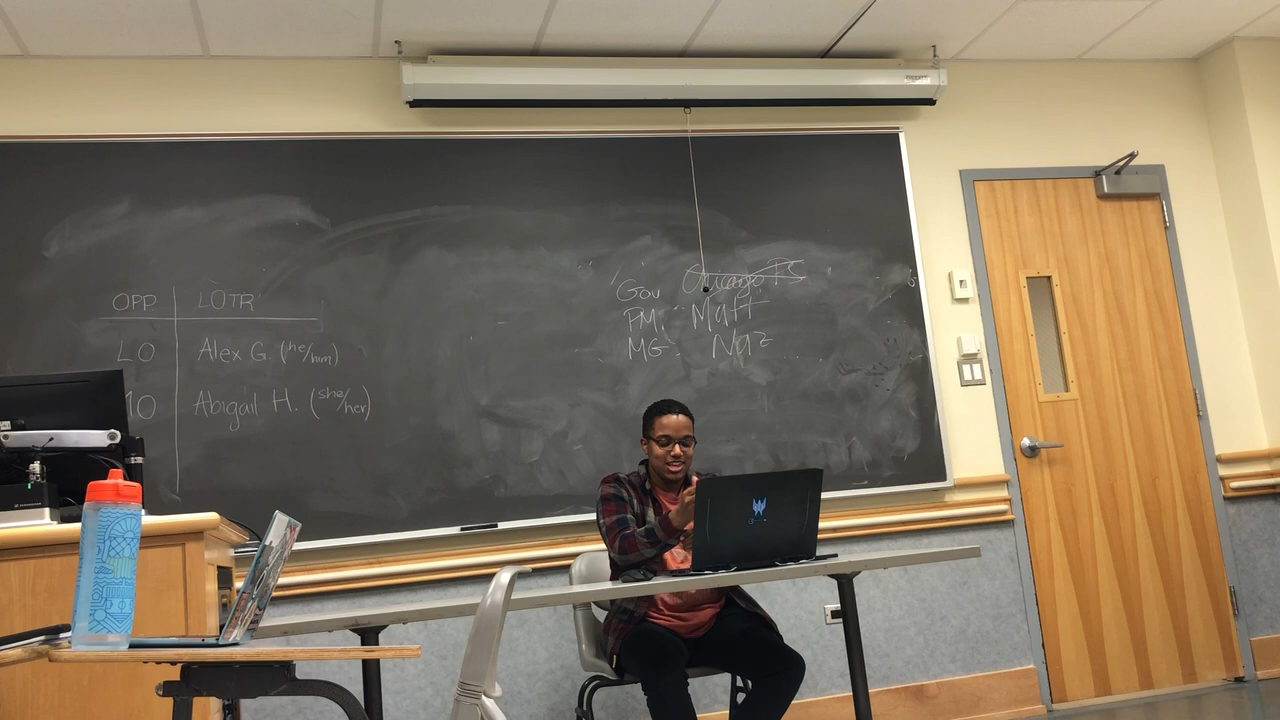 OPP LOTR
LO Alex G. (he/him)
MO Abigail H. (she/her)
Gov Chicago PS
PM: Matt
MG: Naz